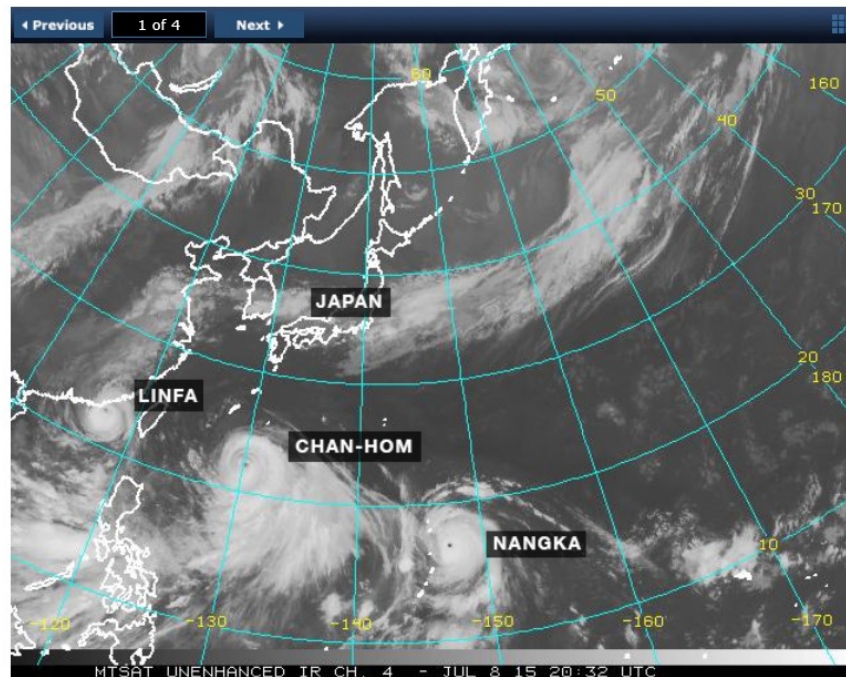 Previous 1 of 4 Next
60
160
50
40
30
170
JAPAN
20
180
LINFA
CHAN-HOM
NANGKA
10
-120 -130 -140 -150 -160 -170
MTSAT UNENHANCED IR CH. 4 - JUL 8 15 20:32 UTC